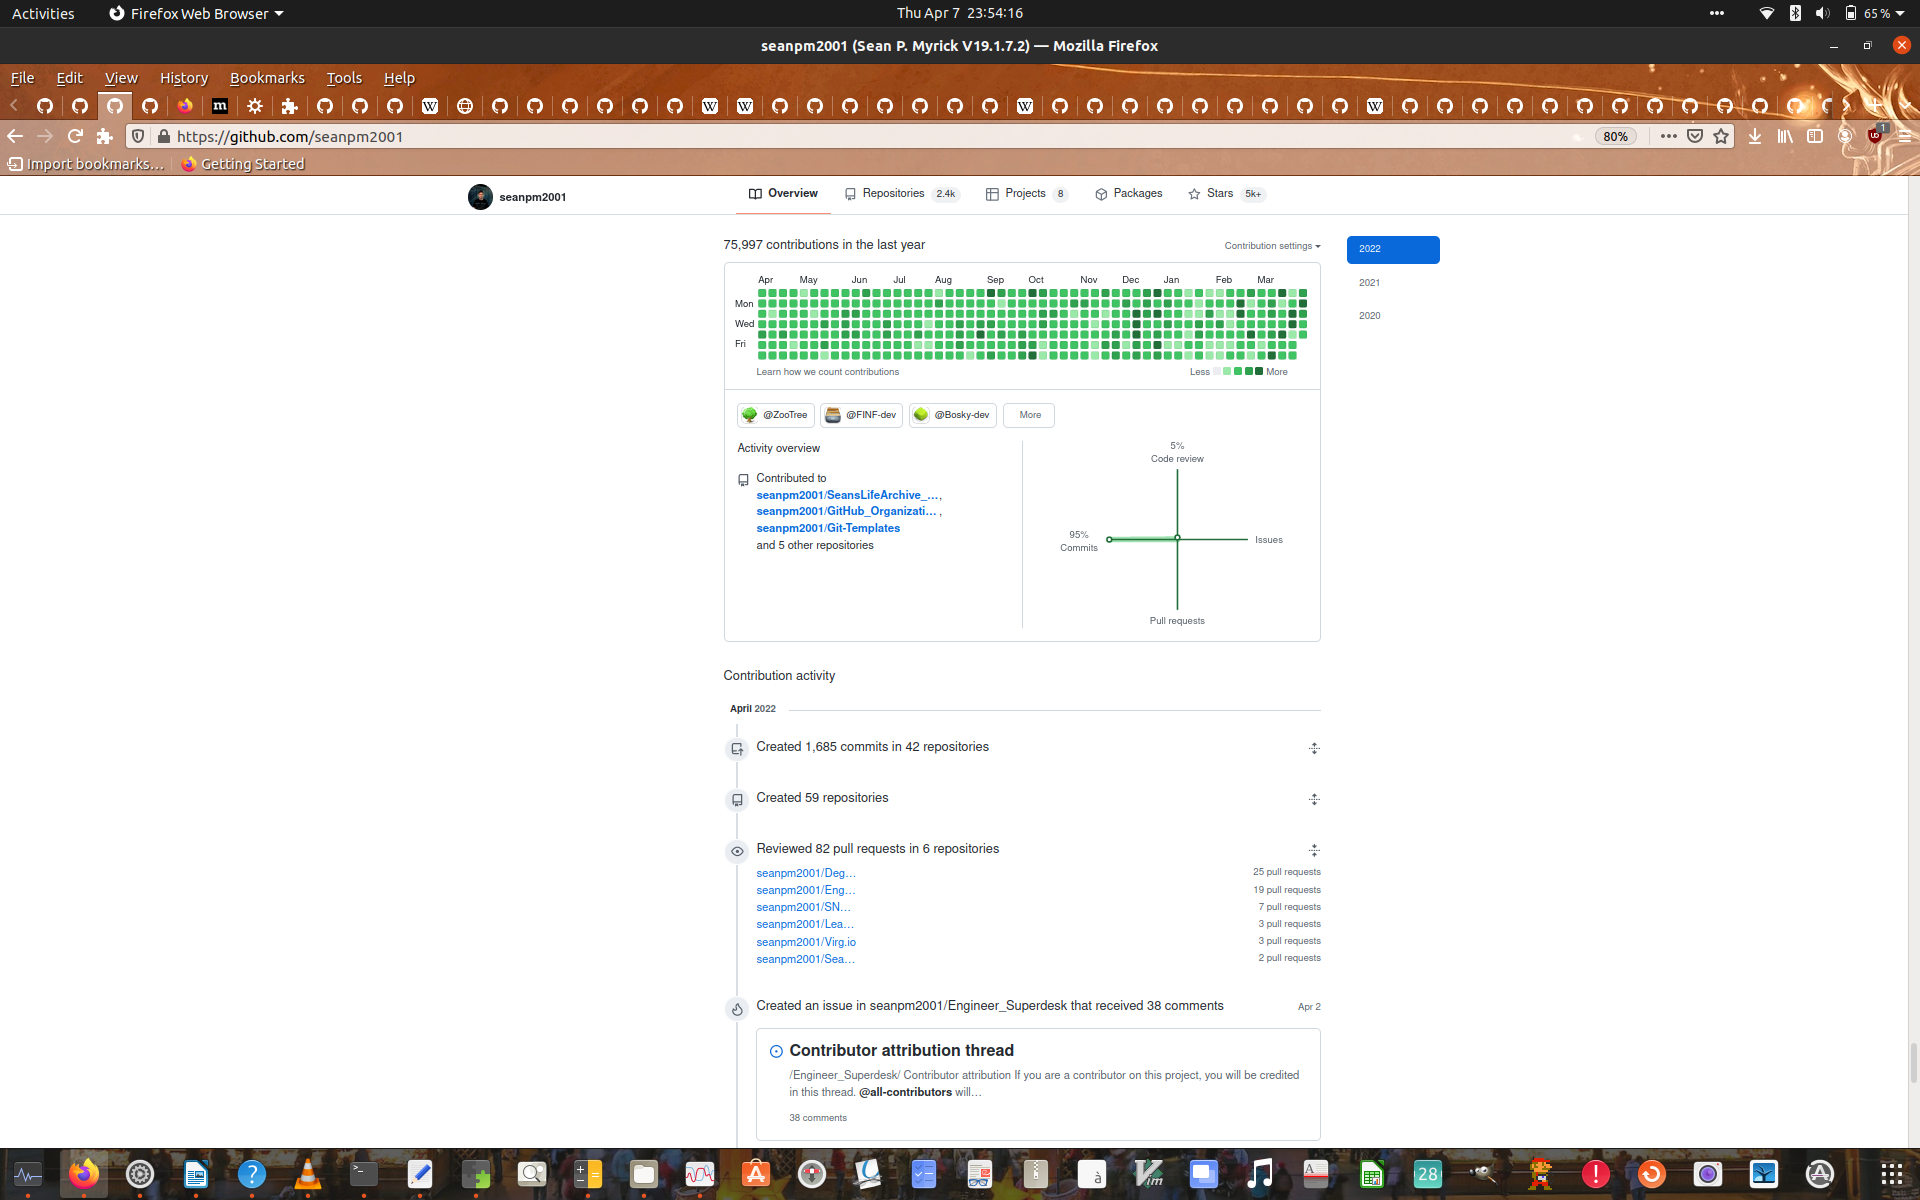 Activities Firefox Web Browser Thu Apr 7 23:54:16 65 %
seanpm2001 (Sean P. Myrick V19.1.7.2) — Mozilla Firefox
File Edit View History Bookmarks Tools Help
https://github.com/seanpm2001 80% 1
Import bookmarks… Getting Started
seanpm2001 Overview Repositories 2.4k Projects 8 Packages Stars 5k+
75,997 contributions in the last year Contribution settings 2022
Apr May Jun Jul Aug Sep Oct Nov Dec Jan Feb Mar 2021
Mon
Wed
2020
Fri
Learn how we count contributions Less More
@ZooTree @FINF-dev @Bosky-dev More
Activity overview
5%
Code review
Contributed to
seanpm2001/SeansLifeArchive_…,
seanpm2001/GitHub_Organizati… ,
seanpm2001/Git-Templates
and 5 other repositories
95%
Commits
Issues
Pull requests
Contribution activity
April 2022
Created 1,685 commits in 42 repositories
Created 59 repositories
Reviewed 82 pull requests in 6 repositories
seanpm2001/Deg… 25 pull requests
seanpm2001/Eng… 19 pull requests
seanpm2001/SN… 7 pull requests
seanpm2001/Lea… 3 pull requests
seanpm2001/Virg.io 3 pull requests
seanpm2001/Sea… 2 pull requests
Created an issue in seanpm2001/Engineer_Superdesk that received 38 comments Apr 2
Contributor attribution thread
/Engineer_Superdesk/ Contributor attribution If you are a contributor on this project, you will be credited
in this thread. @all-contributors will…
38 comments
28